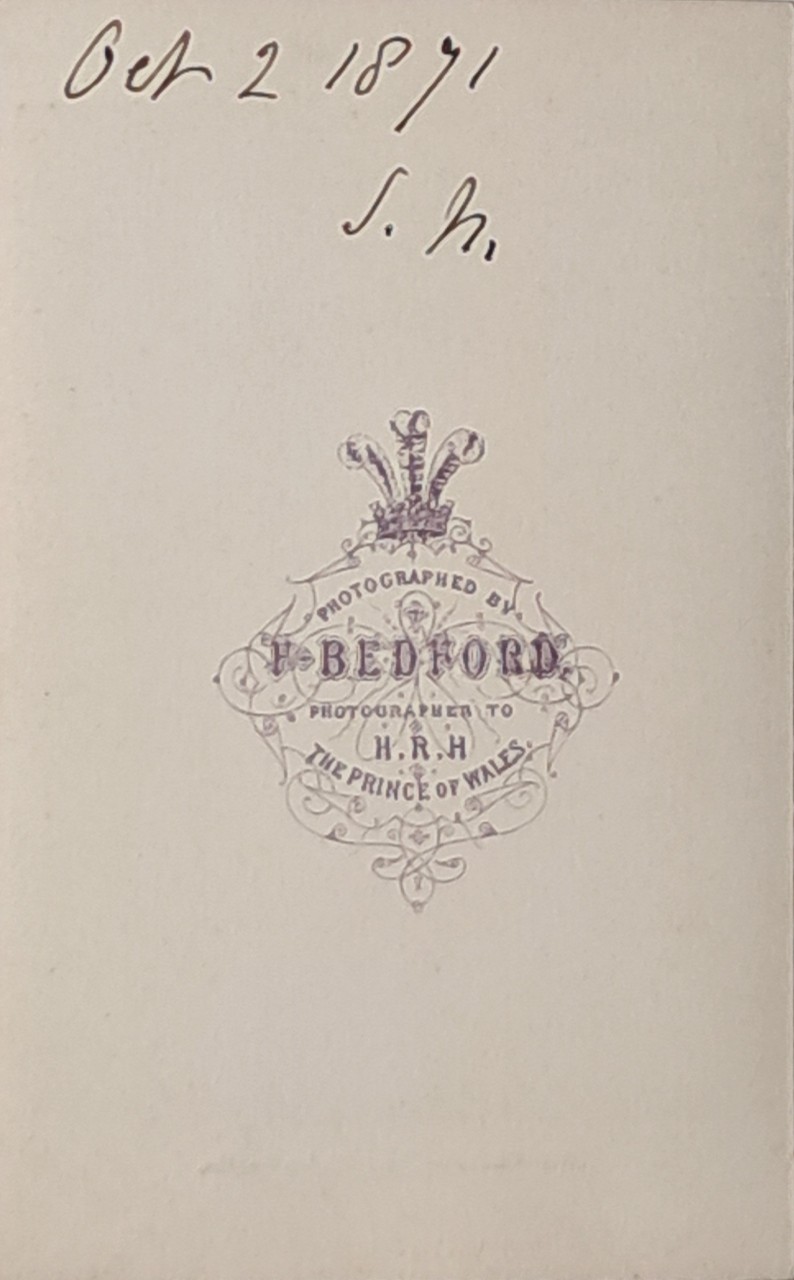 Oct 2 1871
S. h.
PHOTOGRAPHED BY
F. BEDFORD.
PHOTOGRAPHER TO
H.R.H
THE PRINCE OF WALES.